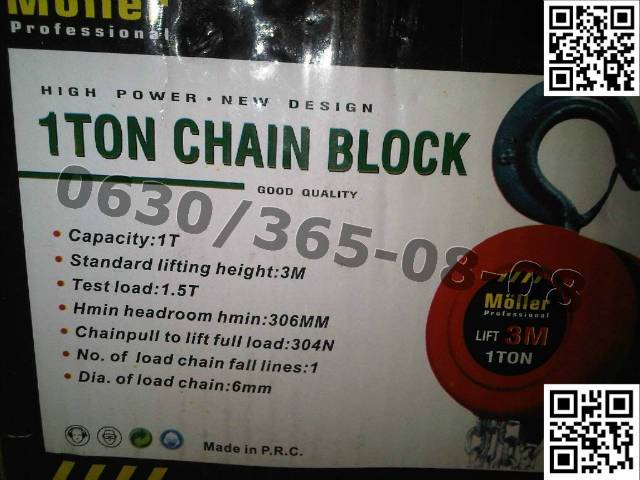 Möller
Professional
HIGH POWER · NEW DESIGN
1TON CHAIN BLOCK
GOOD QUALITY
0630/365-08-08
• Capacity:1T
• Standard lifting height:3M
• Test load:1.5T
• Hmin headroom hmin:306MM
• Chainpull to lift full load:304N
• No. of load chain fall lines:1
• Dia. of load chain:6mm
Made in P.R.C.
Möller
Professional
LIFT 3M
1TON